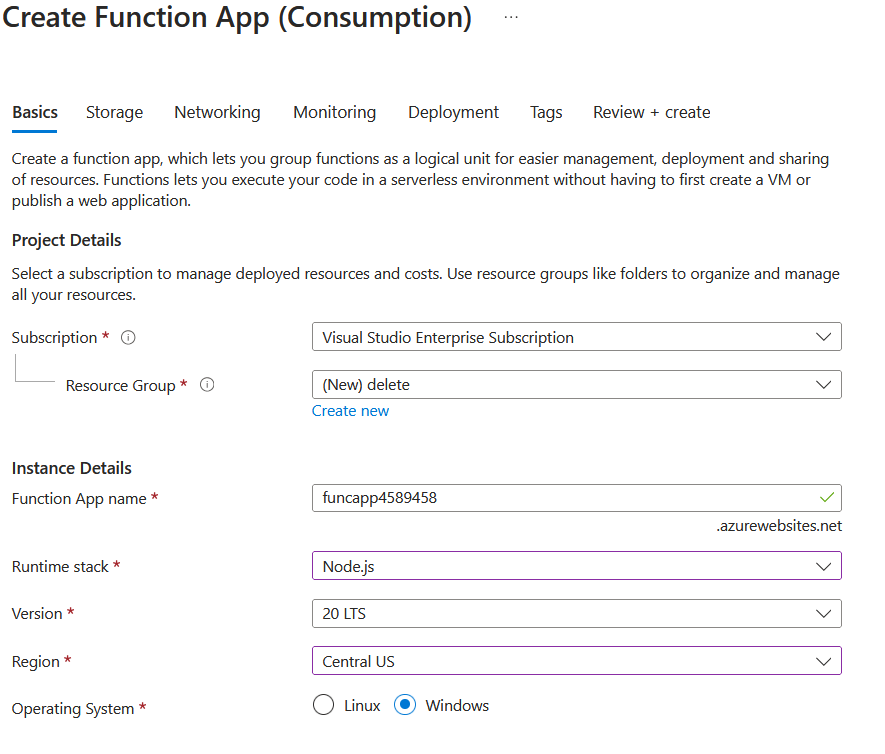 Create Function App (Consumption) ...
Basics Storage Networking Monitoring Deployment Tags Review + create
Create a function app, which lets you group functions as a logical unit for easier management, deployment and sharing
of resources. Functions lets you execute your code in a serverless environment without having to first create a VM or
publish a web application.
Project Details
Select a subscription to manage deployed resources and costs. Use resource groups like folders to organize and manage
all your resources.
Subscription * Visual Studio Enterprise Subscription
Resource Group * (New) delete
Create new
Instance Details
Function App name * funcapp4589458
.azurewebsites.net
Runtime stack * Node.js
Version * 20 LTS
Region * Central US
Operating System * Linux Windows